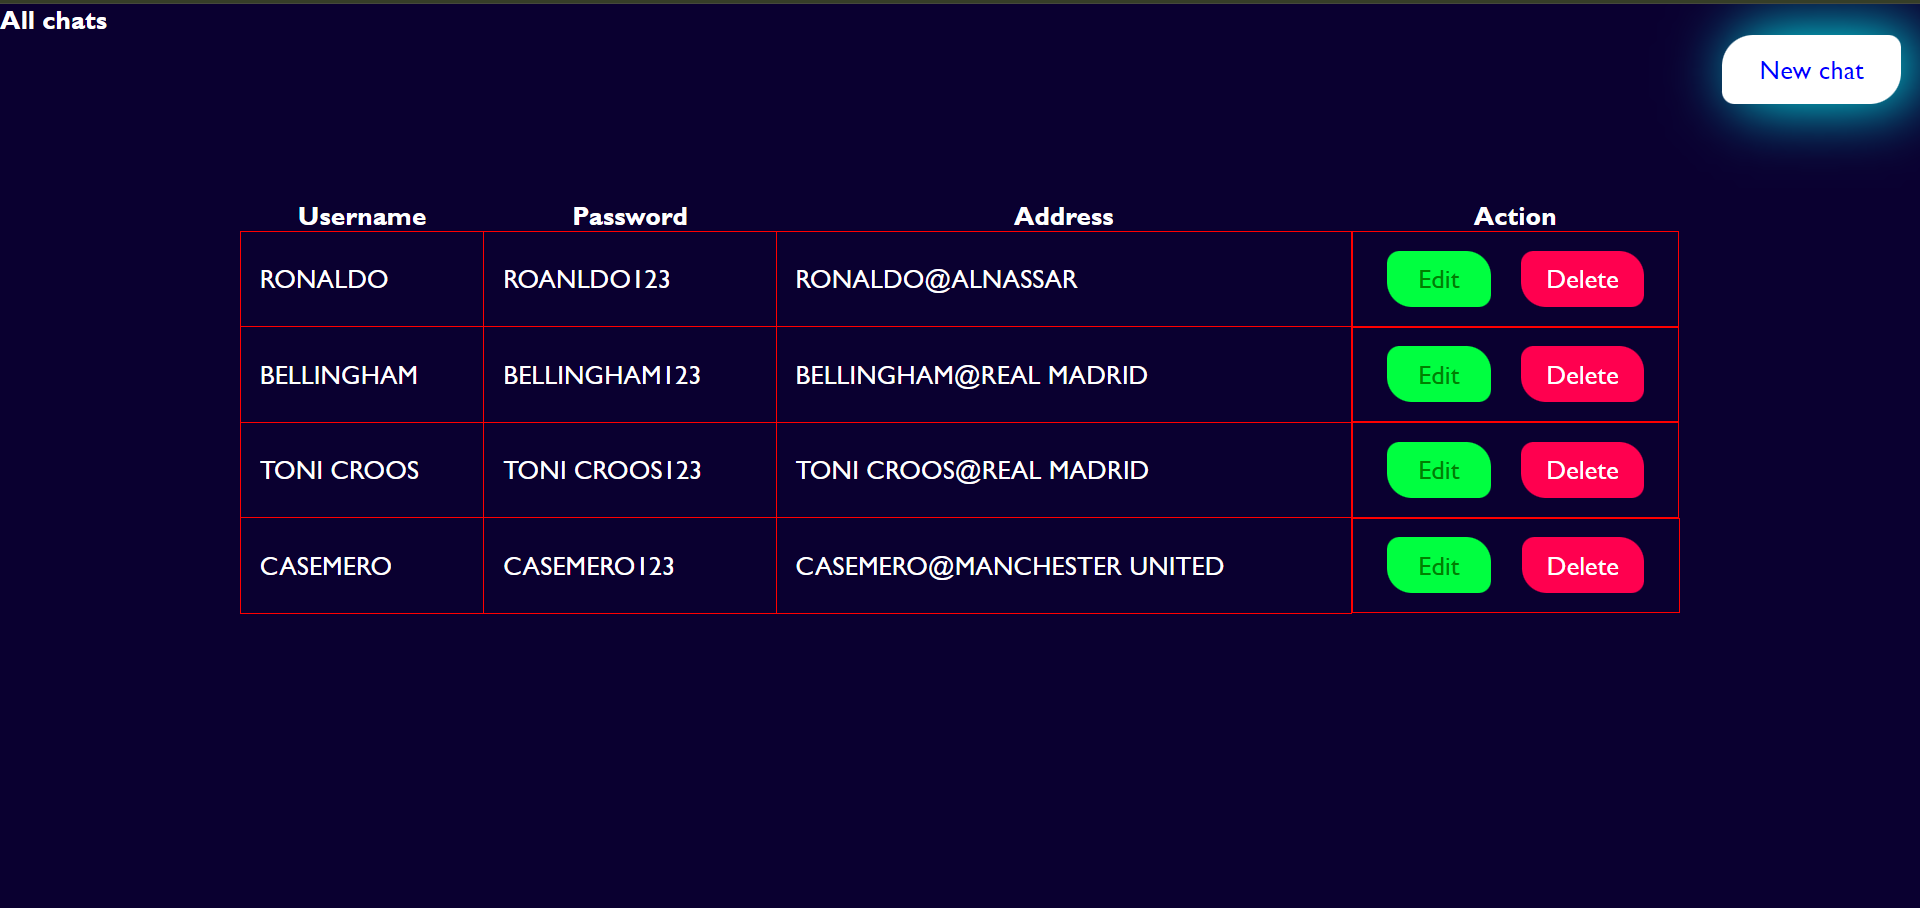 All chats
New chat
Username Password Address Action
RONALDO ROANLDO123 RONALDO@ALNASSAR Edit Delete
BELLINGHAM BELLINGHAM123 BELLINGHAM@REAL MADRID Edit Delete
TONI CROOS TONI CROOS123 TONI CROOS@REAL MADRID Edit Delete
CASEMERO CASEMERO123 CASEMERO@MANCHESTER UNITED Edit Delete